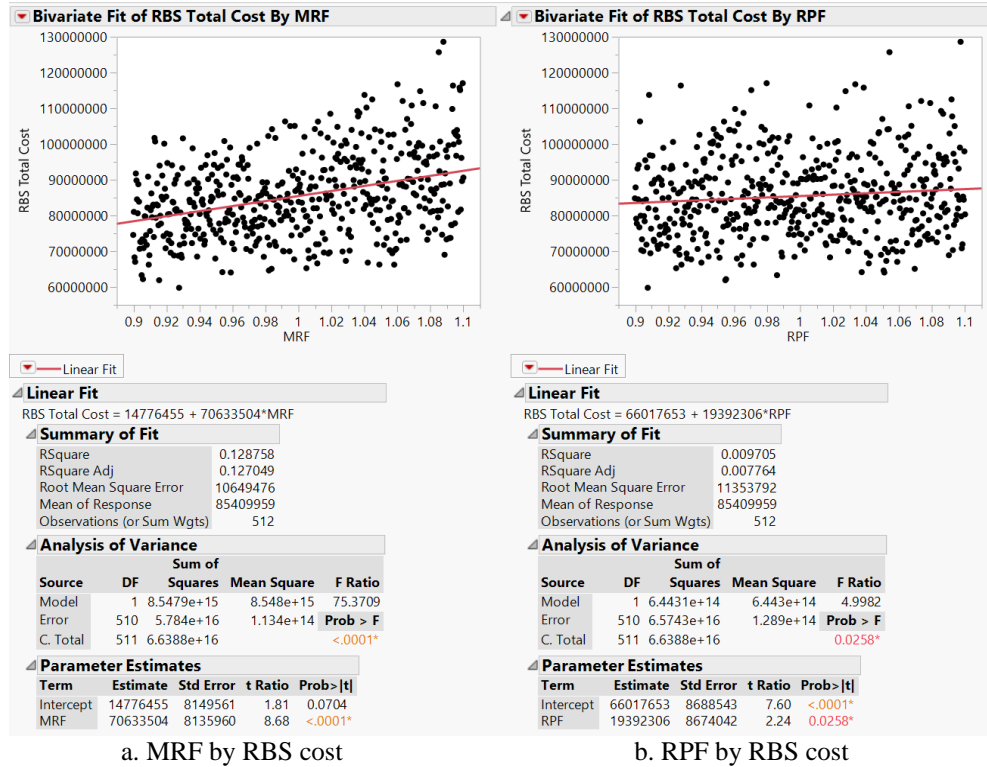 Bivariate Fit of RBS Total Cost By MRF
RBS Total Cost
130000000
120000000
110000000
100000000
90000000
80000000
70000000
60000000
0.9 0.92 0.94 0.96 0.98 1 1.02 1.04 1.06 1.08 1.1
MRF
Linear Fit
Linear Fit
RBS Total Cost = 14776455 + 70633504*MRF
Summary of Fit
RSquare 0.128758
RSquare Adj 0.127049
Root Mean Square Error 10649476
Mean of Response 85409959
Observations (or Sum Wgts) 512
Analysis of Variance
Sum of
Source DF Squares Mean Square F Ratio
Model 1 8.5479e+15 8.548e+15 75.3709
Error 510 5.784e+16 1.134e+14 Prob > F
C. Total 511 6.6388e+16 <.0001*
Parameter Estimates
Term Estimate Std Error t Ratio Prob>|t|
Intercept 14776455 8149561 1.81 0.0704
MRF 70633504 8135960 8.68 <.0001*
a. MRF by RBS cost
Bivariate Fit of RBS Total Cost By RPF
RBS Total Cost
130000000
120000000
110000000
100000000
90000000
80000000
70000000
60000000
0.9 0.92 0.94 0.96 0.98 1 1.02 1.04 1.06 1.08 1.1
RPF
Linear Fit
Linear Fit
RBS Total Cost = 66017653 + 19392306*RPF
Summary of Fit
RSquare 0.009705
RSquare Adj 0.007764
Root Mean Square Error 11353792
Mean of Response 85409959
Observations (or Sum Wgts) 512
Analysis of Variance
Sum of
Source DF Squares Mean Square F Ratio
Model 1 6.4431e+14 6.443e+14 4.9982
Error 510 6.5743e+16 1.289e+14 Prob > F
C. Total 511 6.6388e+16 0.0258*
Parameter Estimates
Term Estimate Std Error t Ratio Prob>|t|
Intercept 66017653 8688543 7.60 <.0001*
RPF 19392306 8674042 2.24 0.0258*
b. RPF by RBS cost